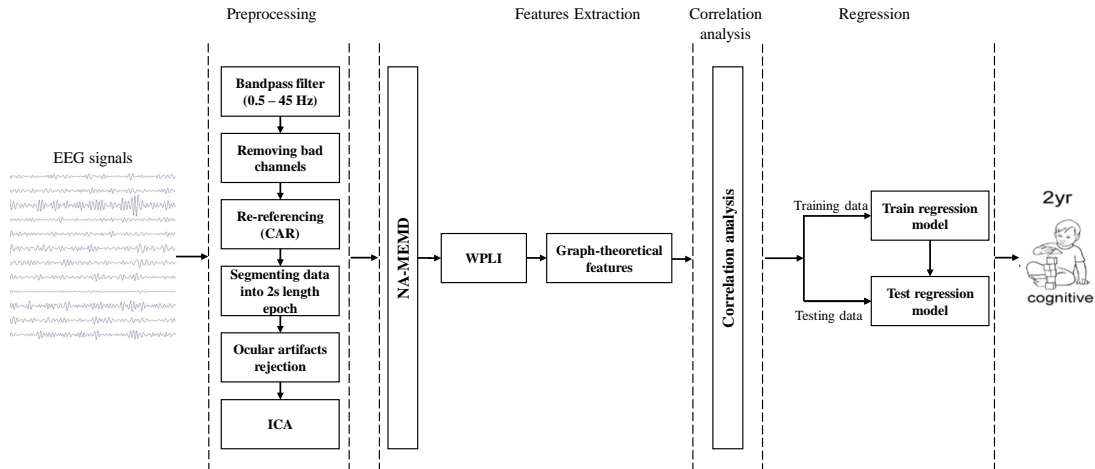 Preprocessing
Features Extraction
Correlation
analysis
Regression
EEG signals
Bandpass filter
(0.5 – 45 Hz)
Removing bad
channels
Re-referencing
(CAR)
Segmenting data
into 2s length
epoch
Ocular artifacts
rejection
ICA
NA-MEMD
WPLI
Graph-theoretical
features
Correlation analysis
Training data
Train regression
model
Testing data
Test regression
model
2yr
cognitive